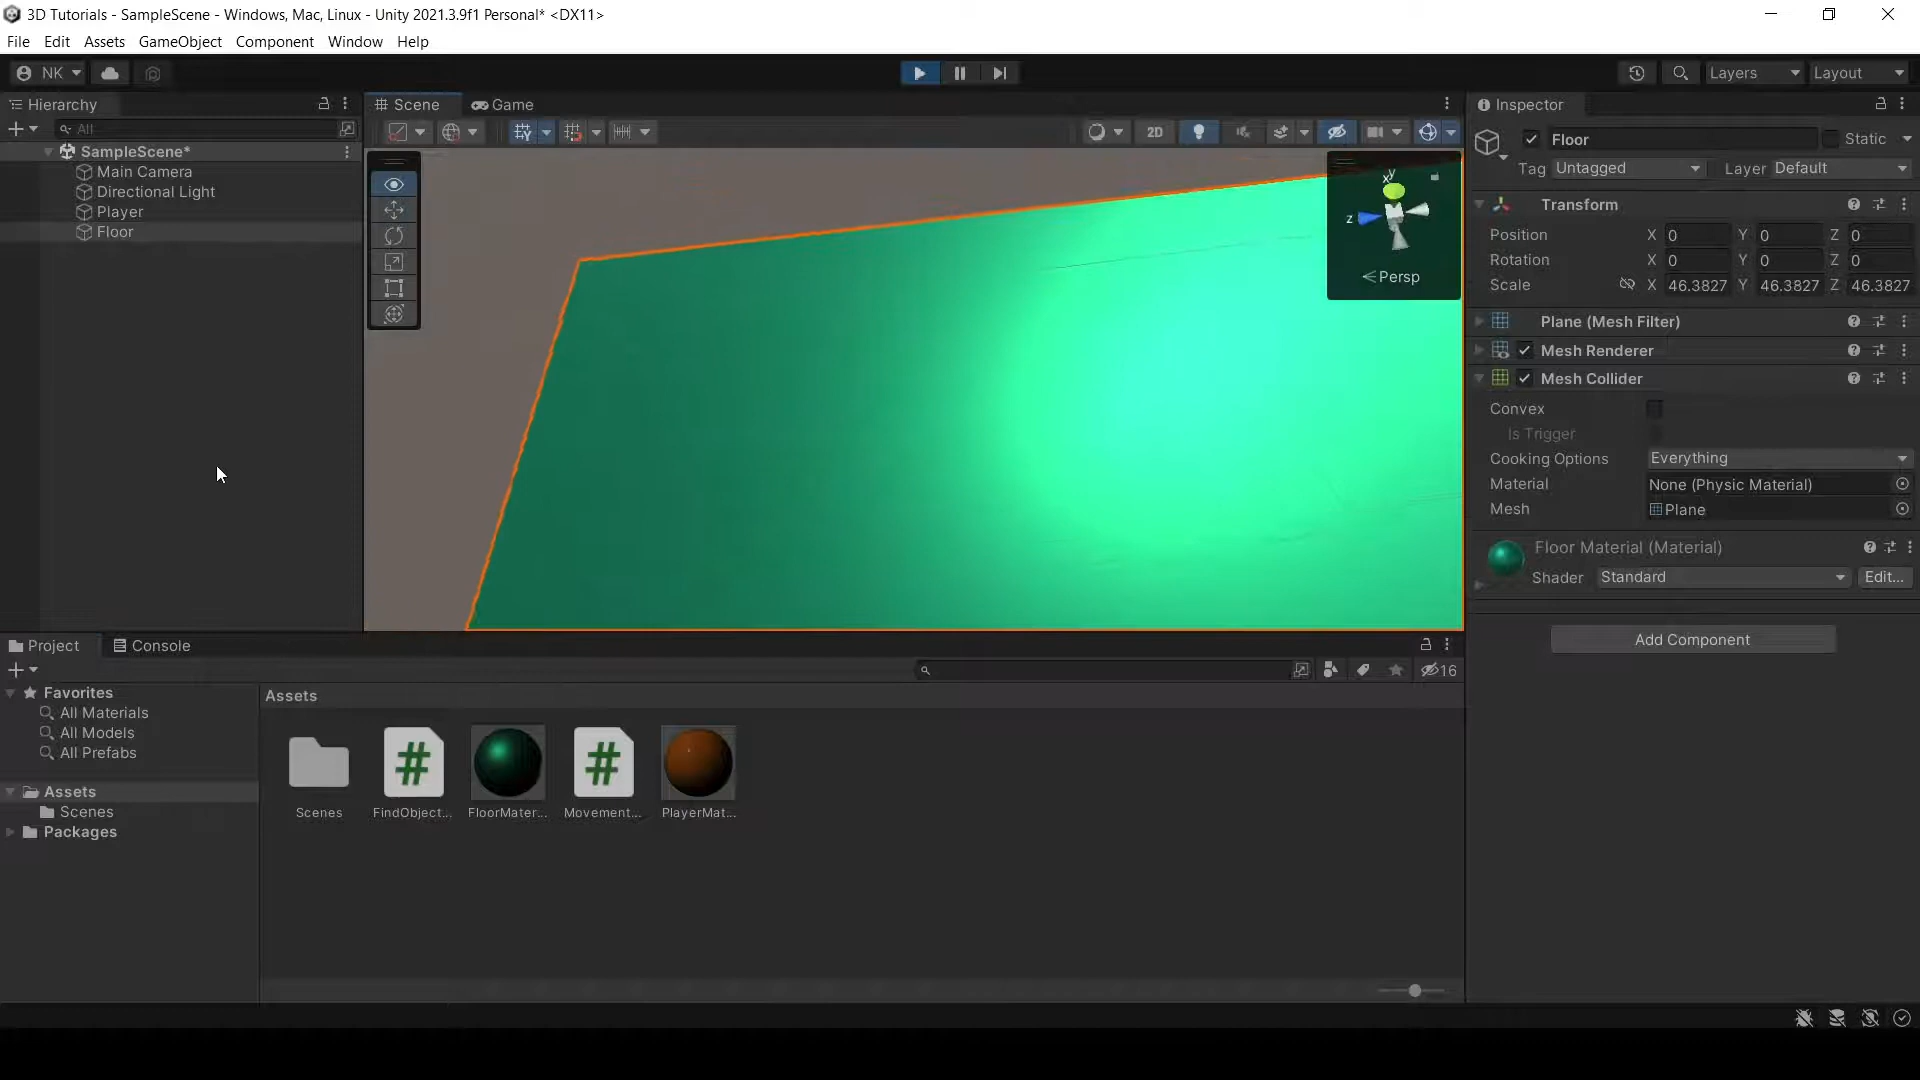 3D Tutorials - SampleScene - Windows, Mac, Linux - Unity 2021.3.9f1 Personal* <DX11>
File Edit Assets GameObject Component Window Help
NK Layers Layout
Hierarchy
All
SampleScene*
Main Camera
Directional Light
Player
Floor
Scene Game
2D
y
x
z
Persp
Inspector
Floor Static
Tag Untagged Layer Default
Transform
Position X 0 Y 0 Z 0
Rotation X 0 Y 0 Z 0
Scale X 46.3827 Y 46.3827 Z 46.3827
Plane (Mesh Filter)
Mesh Renderer
Mesh Collider
Convex
Is Trigger
Cooking Options Everything
Material None (Physic Material)
Mesh Plane
Floor Material (Material)
Shader Standard Edit...
Add Component
Project Console
16
Favorites
All Materials
All Models
All Prefabs
Assets
Scenes
Packages
Assets
Scenes FindObject... FloorMater... Movement... PlayerMat...